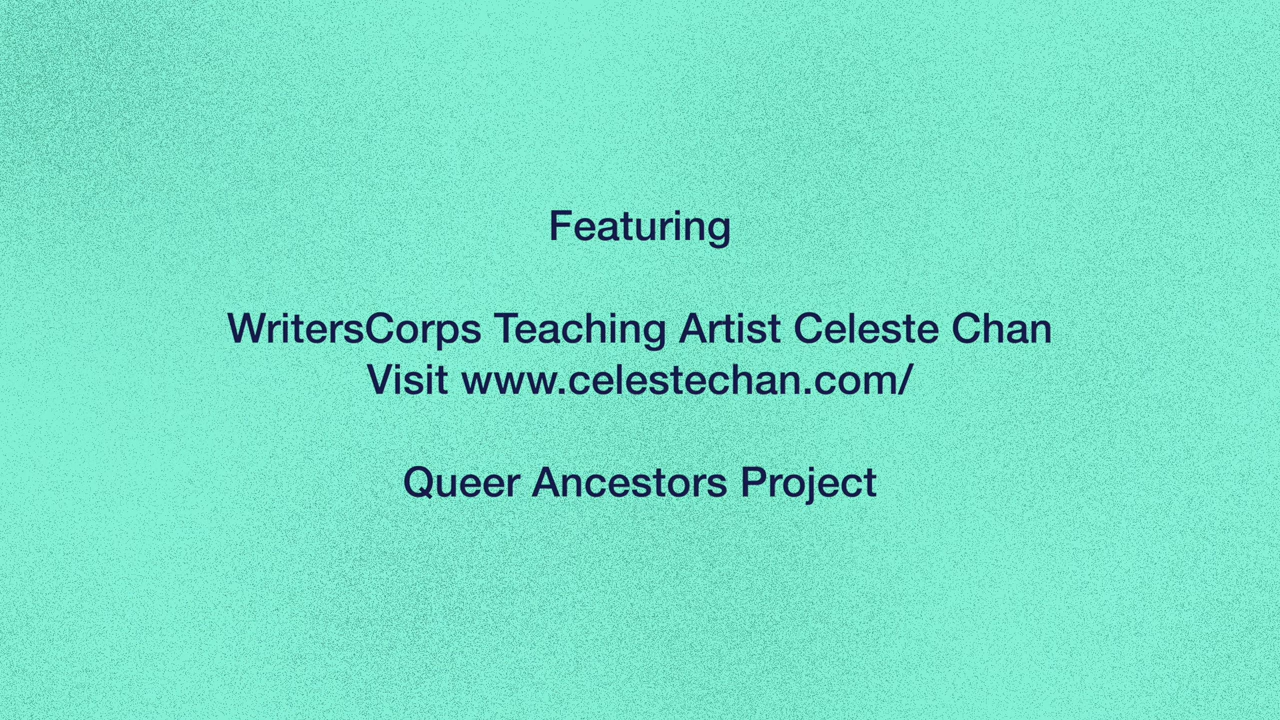 Featuring
WritersCorps Teaching Artist Celeste Chan
Visit www.celestechan.com/
Queer Ancestors Project